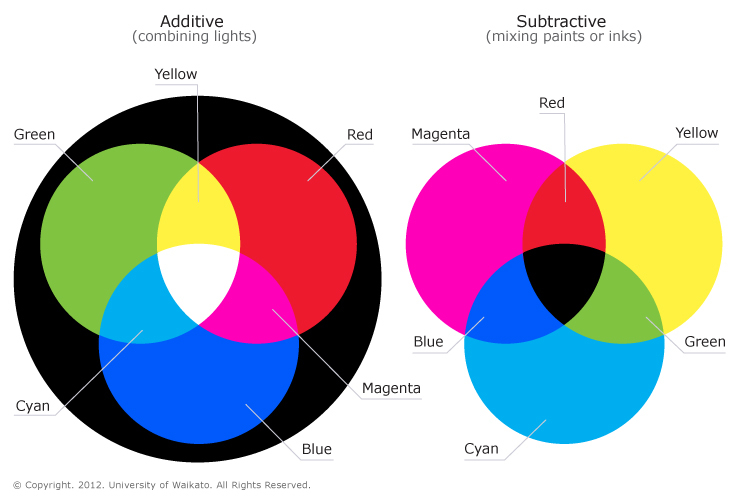 Additive
(combining lights)
Yellow
Green
Red
Cyan
Magenta
Blue
Subtractive
(mixing paints or inks)
Red
Magenta
Yellow
Blue
Green
Cyan
© Copyright. 2012. University of Waikato. All Rights Reserved.